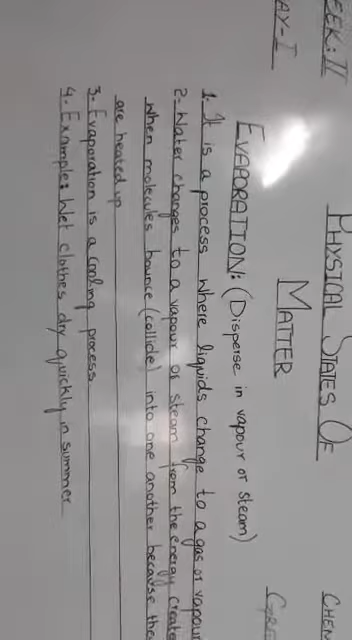 EEK: II
PHYSICAL STATES OF
CHEM
AY-I
MATTER
EVAPORATION: (Disperse in vapour or steam)
1. It is a process where liquids change to a gas or vapour
2. Water changes to a vapour or steam from the energy creat
when molecules bounce (collide) into one another because the
are heated up
3. Evaporation is a cooling process
4. Example: Wet clothes dry quickly in summer